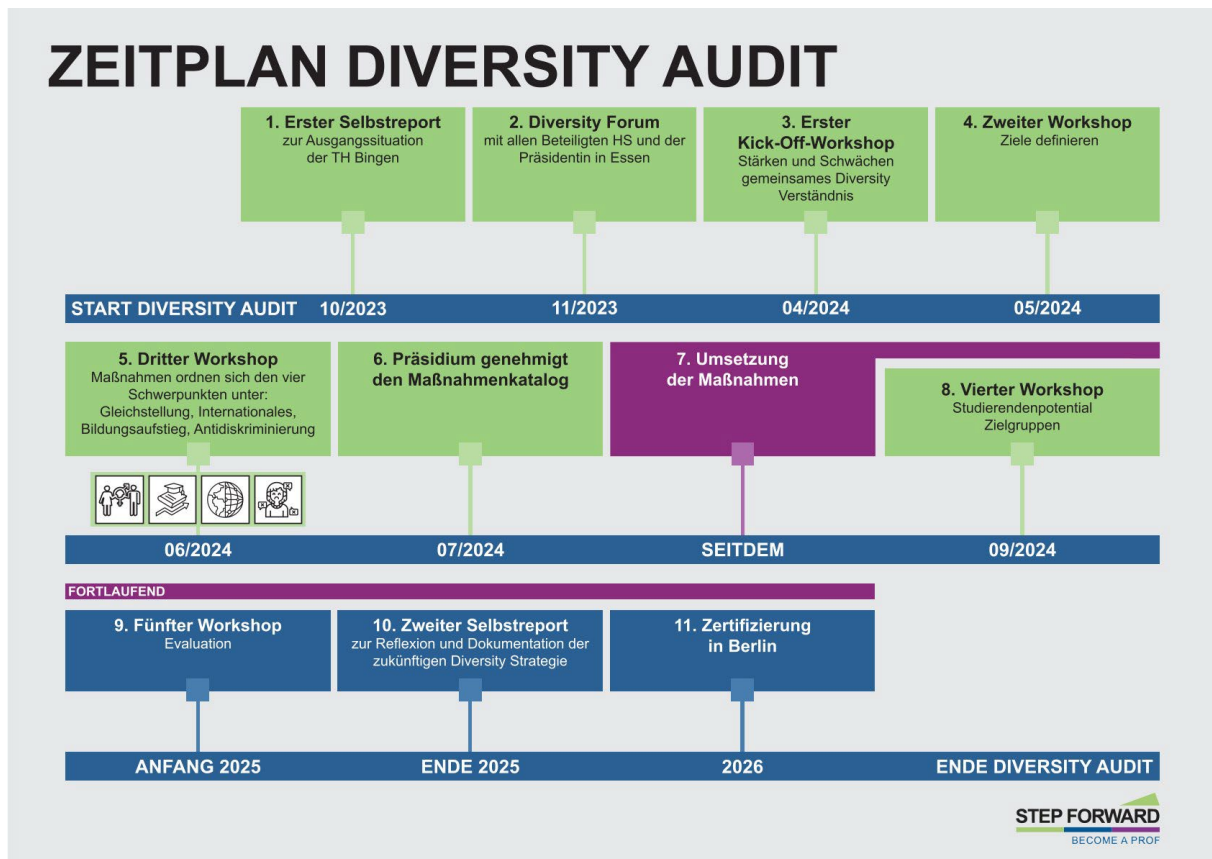 ZEITPLAN DIVERSITY AUDIT
1. Erster Selbstreport
zur Ausgangssituation
der TH Bingen
2. Diversity Forum
mit allen Beteiligten HS und der
Präsidentin in Essen
3. Erster
Kick-Off-Workshop
Stärken und Schwächen
gemeinsames Diversity
Verständnis
4. Zweiter Workshop
Ziele definieren
START DIVERSITY AUDIT
10/2023
11/2023
04/2024
05/2024
5. Dritter Workshop
Maßnahmen ordnen sich den vier
Schwerpunkten unter:
Gleichstellung, Internationales,
Bildungsaufstieg, Antidiskriminierung
6. Präsidium genehmigt
den Maßnahmenkatalog
7. Umsetzung
der Maßnahmen
8. Vierter Workshop
Studierendenpotential
Zielgruppen
06/2024
07/2024
SEITDEM
09/2024
FORTLAUFEND
9. Fünfter Workshop
Evaluation
10. Zweiter Selbstreport
zur Reflexion und Dokumentation der
zukünftigen Diversity Strategie
11. Zertifizierung
in Berlin
ANFANG 2025
ENDE 2025
2026
ENDE DIVERSITY AUDIT
STEP FORWARD
BECOME A PROF